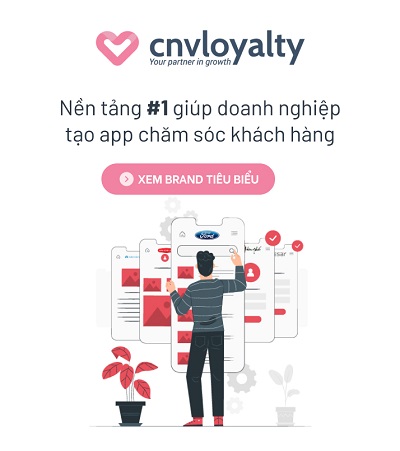 cnvloyalty
Your partner in growth
Nền tảng #1 giúp doanh nghiệp
tạo app chăm sóc khách hàng
XEM BRAND TIÊU BIỂU
Ford